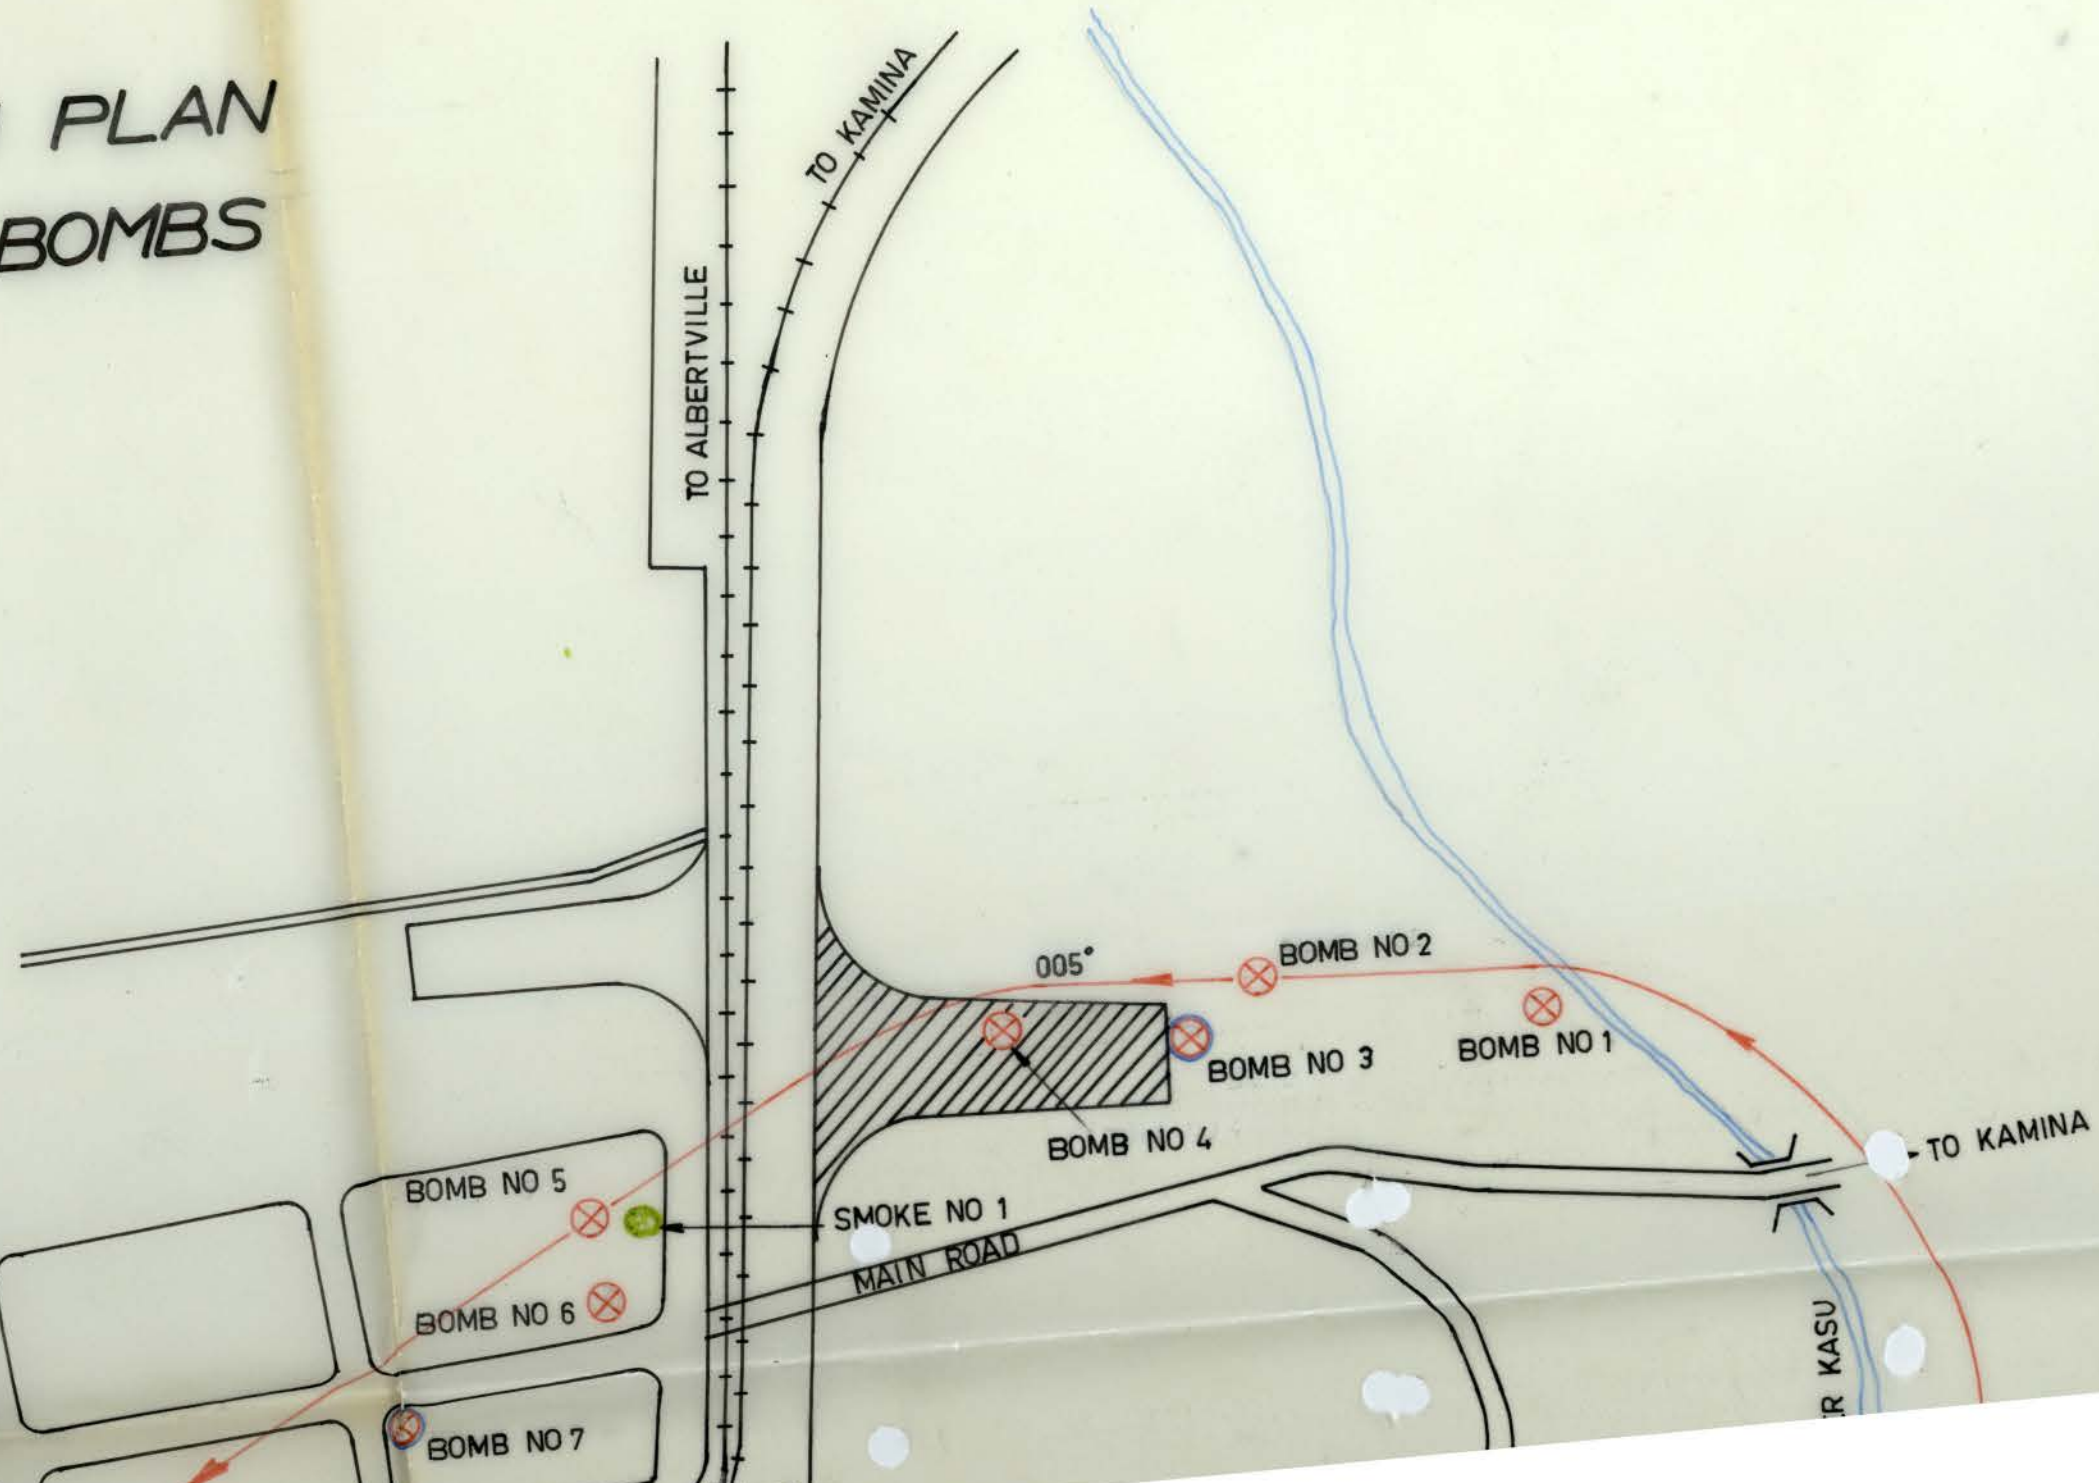 PLAN
BOMBS
TO KAMINA
TO ALBERTVILLE
005°
BOMB NO 2
BOMB NO 1
BOMB NO 3
BOMB NO 4
TO KAMINA
BOMB NO 5
SMOKE NO 1
MAIN ROAD
BOMB NO 6
BOMB NO 7
KASU